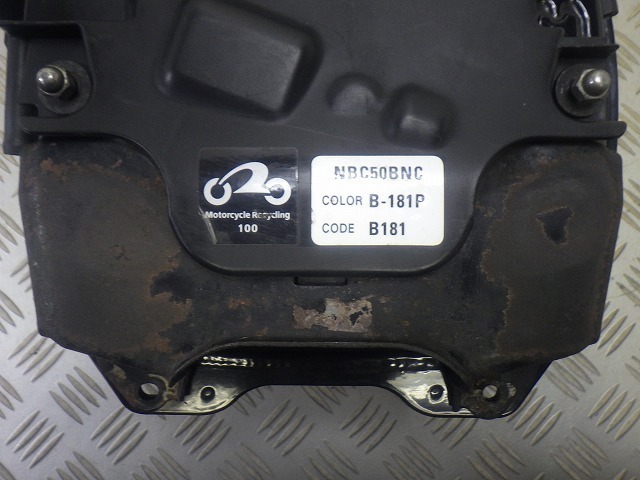 Motorcycle Recycling
100
NBC50BNC
COLOR B-181P
CODE B181